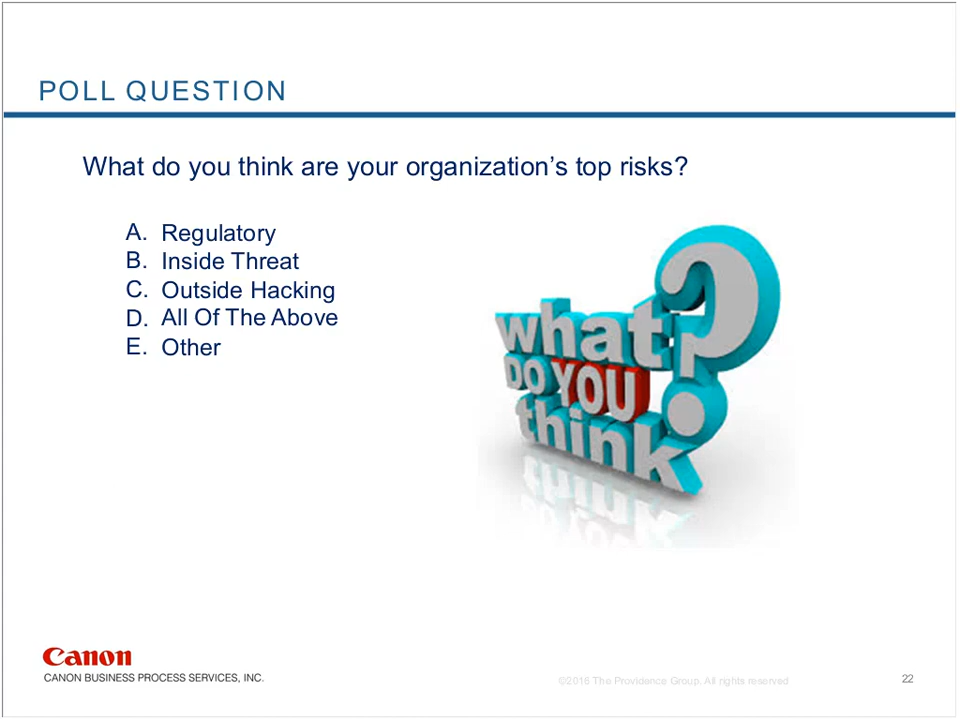 POLL QUESTION
What do you think are your organization’s top risks?
A. Regulatory
B. Inside Threat
C. Outside Hacking
D. All Of The Above
E. Other
what?
DO YOU
think
Canon
CANON BUSINESS PROCESS SERVICES, INC.
©2016 The Providence Group, All rights reserved
22